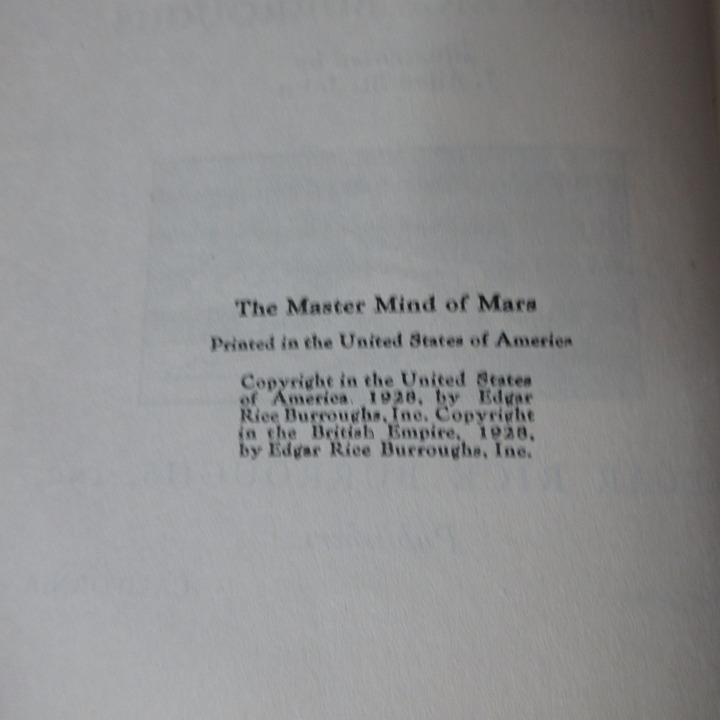 The Master Mind of Mars
Printed in the United States of America
Copyright in the United States
of America, 1928, by Edgar
Rice Burroughs, Inc. Copyright
in the British Empire, 1928,
by Edgar Rice Burroughs, Inc.